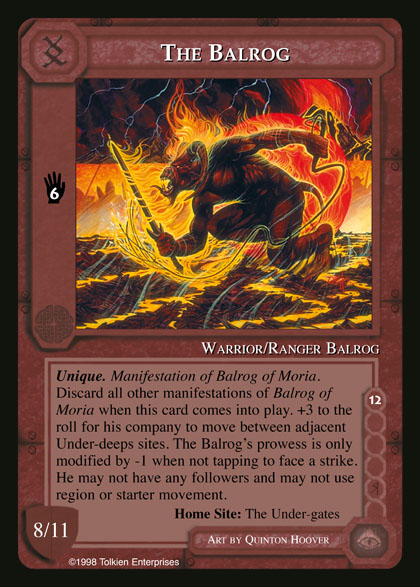 The Balrog
6
Warrior/Ranger Balrog
Unique. Manifestation of Balrog of Moria.
Discard all other manifestations of Balrog of
Moria when this card comes into play. +3 to the
roll for his company to move between adjacent
Under-deeps sites. The Balrog's prowess is only
modified by -1 when not tapping to face a strike.
He may not have any followers and may not use
region or starter movement.
12
Home Site: The Under-gates
8/11
Art by Quinton Hoover
©1998 Tolkien Enterprises